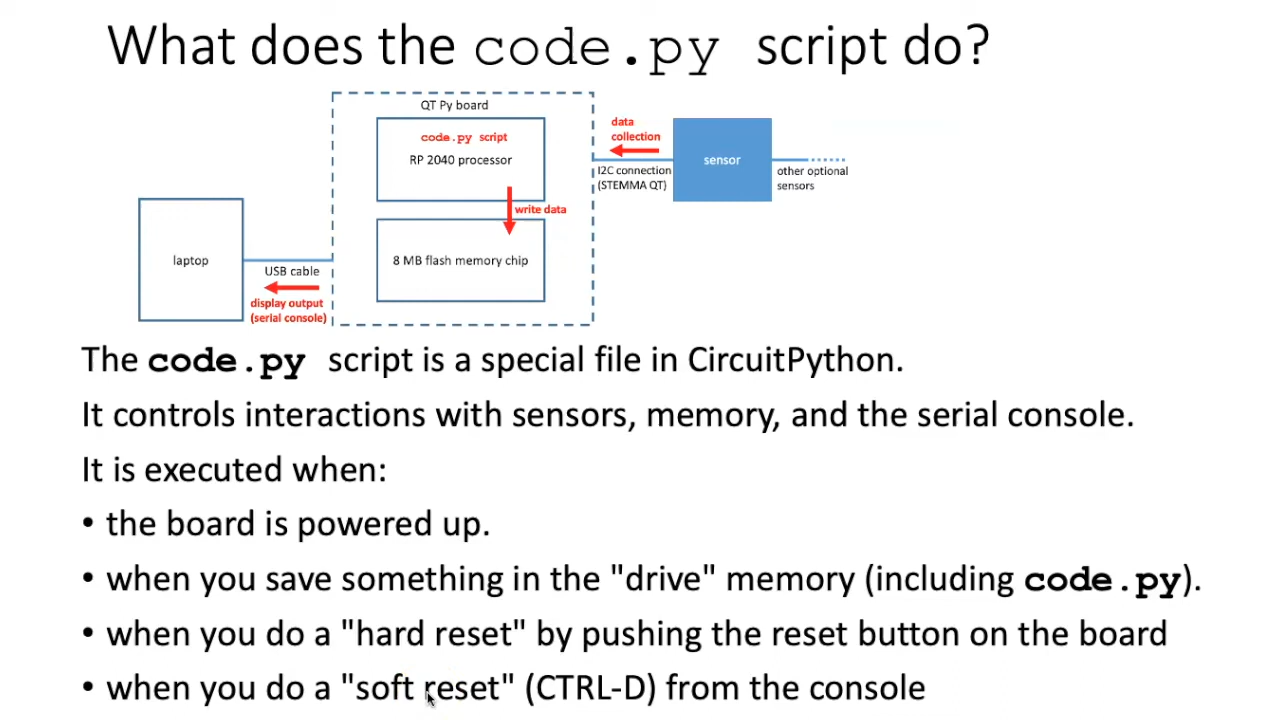 What does the code.py script do?
QT Py board
code.py script
RP 2040 processor
write data
8 MB flash memory chip
laptop
USB cable
display output
(serial console)
data
collection
I2C connection
(STEMMA QT)
sensor
other optional
sensors
The code.py script is a special file in CircuitPython.
It controls interactions with sensors, memory, and the serial console.
It is executed when:
• the board is powered up.
• when you save something in the "drive" memory (including code.py).
• when you do a "hard reset" by pushing the reset button on the board
• when you do a "soft reset" (CTRL-D) from the console